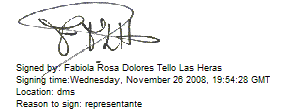 Signed by: Fabiola Rosa Dolores Tello Las Heras
Signing time:Wednesday, November 26 2008, 19:54:28 GMT
Location: dms
Reason to sign: representante